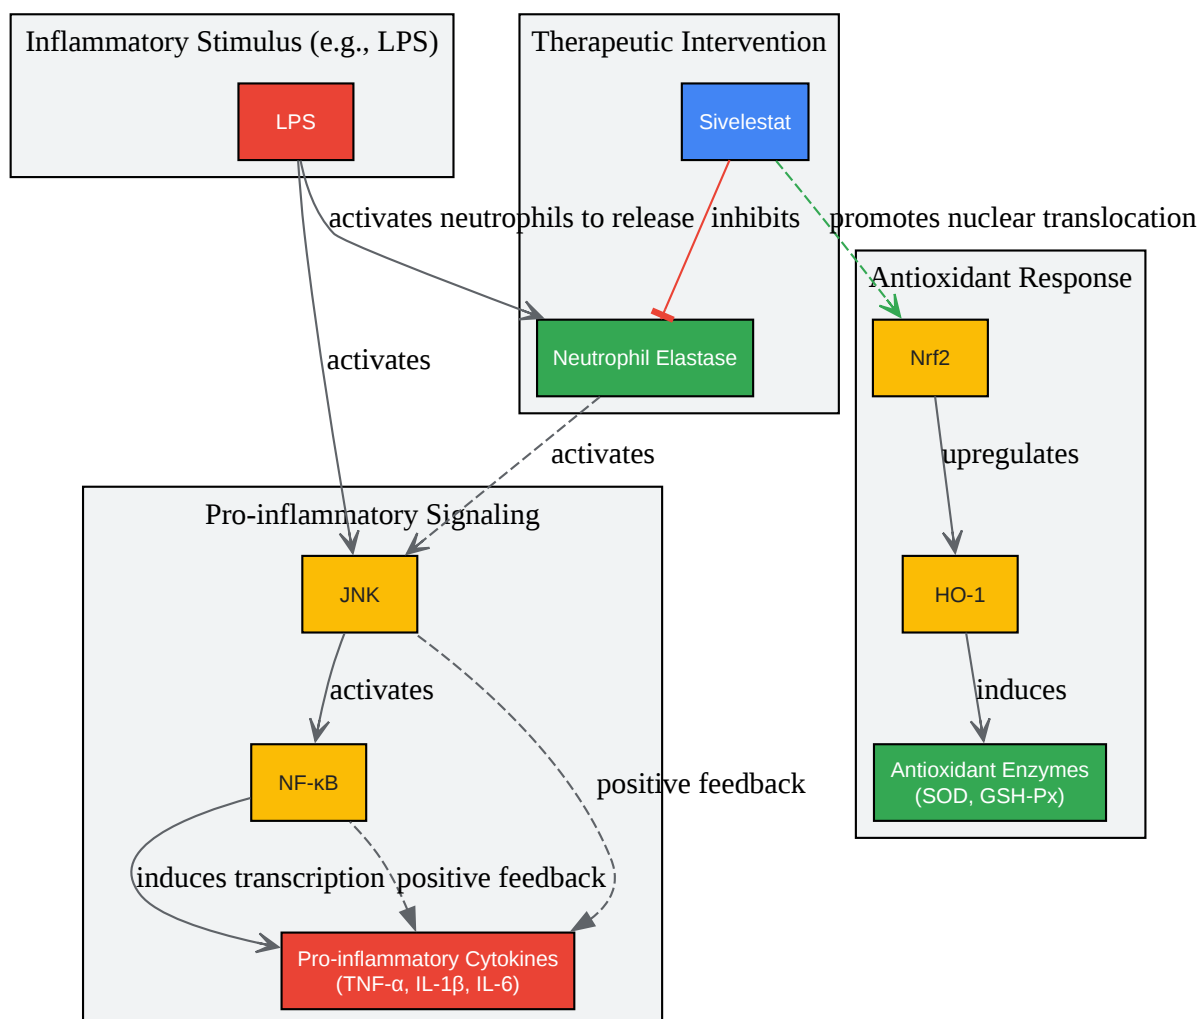 Inflammatory Stimulus (e.g., LPS)
Therapeutic Intervention
LPS
Sivelestat
activates neutrophils to release
inhibits
promotes nuclear translocation
Antioxidant Response
Neutrophil Elastase
Nrf2
activates
activates
upregulates
Pro-inflammatory Signaling
JNK
HO-1
activates
induces
NF-κB
positive feedback
Antioxidant Enzymes
(SOD, GSH-Px)
induces transcription
positive feedback
Pro-inflammatory Cytokines
(TNF-α, IL-1β, IL-6)